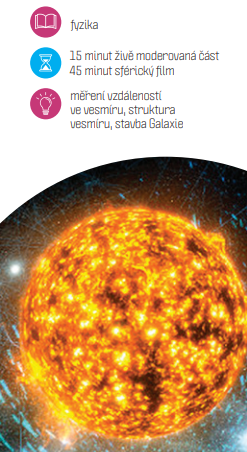 fyzika
15 minut živě moderovaná část
45 minut sférický film
měření vzdáleností
ve vesmíru, struktura
vesmíru, stavba Galaxie